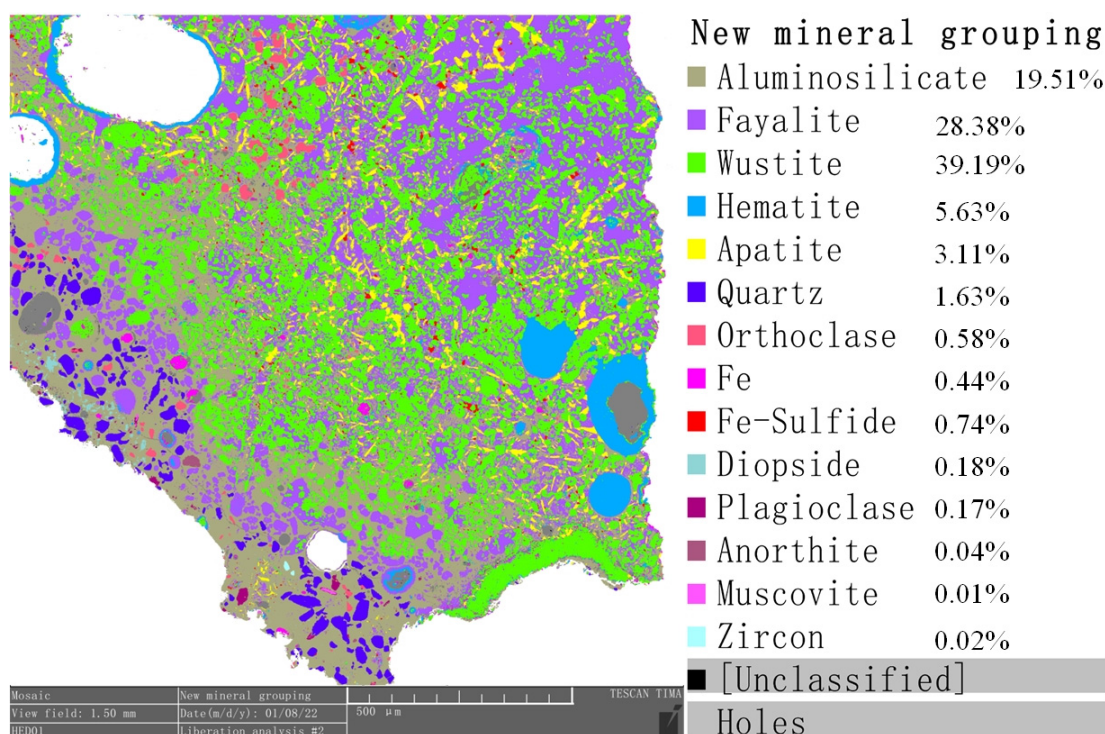 New mineral grouping
Aluminosilicate 19.51%
Fayalite 28.38%
Wustite 39.19%
Hematite 5.63%
Apatite 3.11%
Quartz 1.63%
Orthoclase 0.58%
Fe 0.44%
Fe-Sulfide 0.74%
Diopside 0.18%
Plagioclase 0.17%
Anorthite 0.04%
Muscovite 0.01%
Zircon 0.02%
[Unclassified]
Holes
Mosaic New mineral grouping TESCAN TIMA
View field: 1.50 mm Date(m/d/y): 01/08/22 500 μm
HED01 Liberation analysis #2